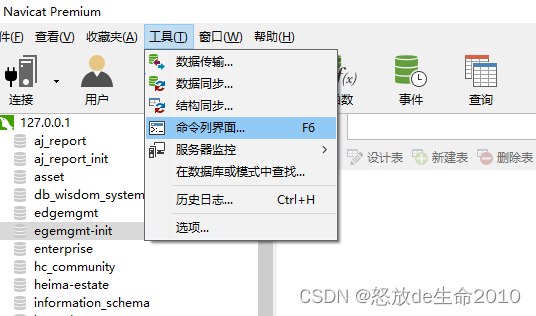 Navicat Premium
件(F) 查看(V) 收藏夹(A) 工具(T) 窗口(W) 帮助(H)
连接 用户 事件 查询
127.0.0.1
aj_report
aj_report_init
asset
db_wisdom_system
edgemgmt
egemgmt-init
enterprise
hc_community
heima-estate
information_schema
数据传输...
数据同步...
结构同步...
命令列界面... F6
服务器监控
在数据库或模式中查找...
历史日志... Ctrl+H
选项...
f(x)
设计表 新建表 删除表
CSDN @怒放de生命2010